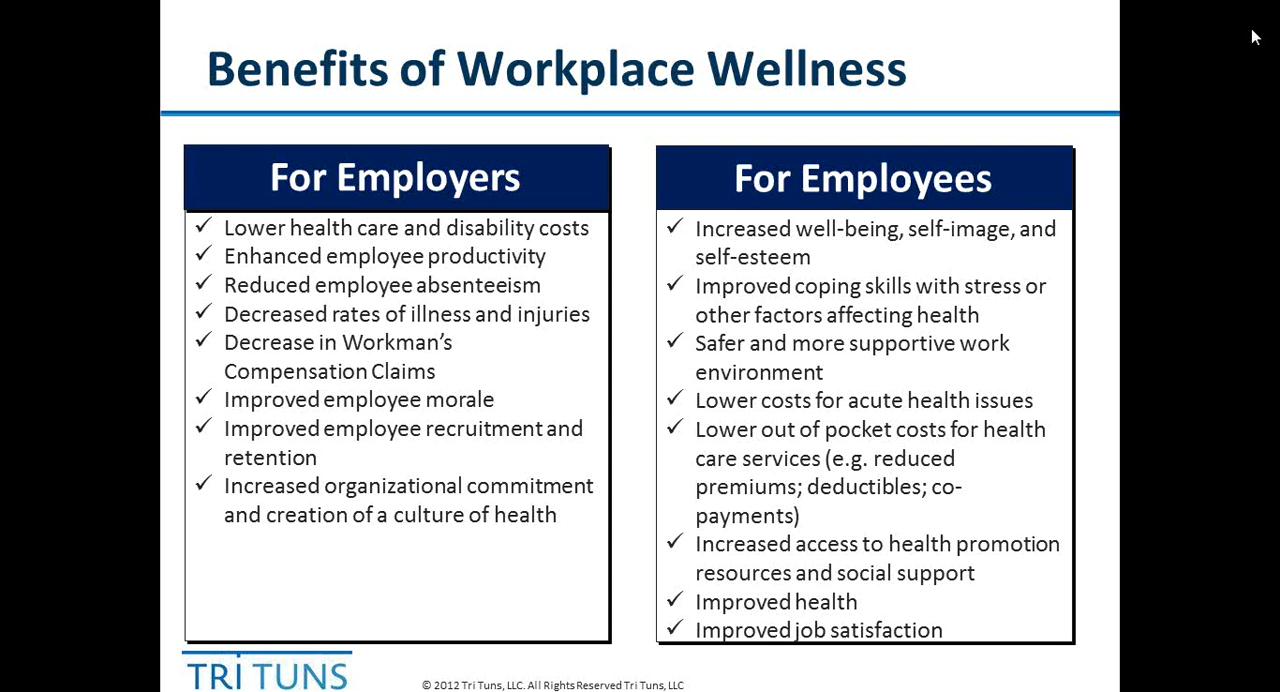 Benefits of Workplace Wellness
For Employers
✓ Lower health care and disability costs
✓ Enhanced employee productivity
✓ Reduced employee absenteeism
✓ Decreased rates of illness and injuries
✓ Decrease in Workman’s
Compensation Claims
✓ Improved employee morale
✓ Improved employee recruitment and
retention
✓ Increased organizational commitment
and creation of a culture of health
For Employees
✓ Increased well-being, self-image, and
self-esteem
✓ Improved coping skills with stress or
other factors affecting health
✓ Safer and more supportive work
environment
✓ Lower costs for acute health issues
✓ Lower out of pocket costs for health
care services (e.g. reduced
premiums; deductibles; co-
payments)
✓ Increased access to health promotion
resources and social support
✓ Improved health
✓ Improved job satisfaction
TRi TUNS
© 2012 Tri Tuns, LLC. All Rights Reserved Tri Tuns, LLC